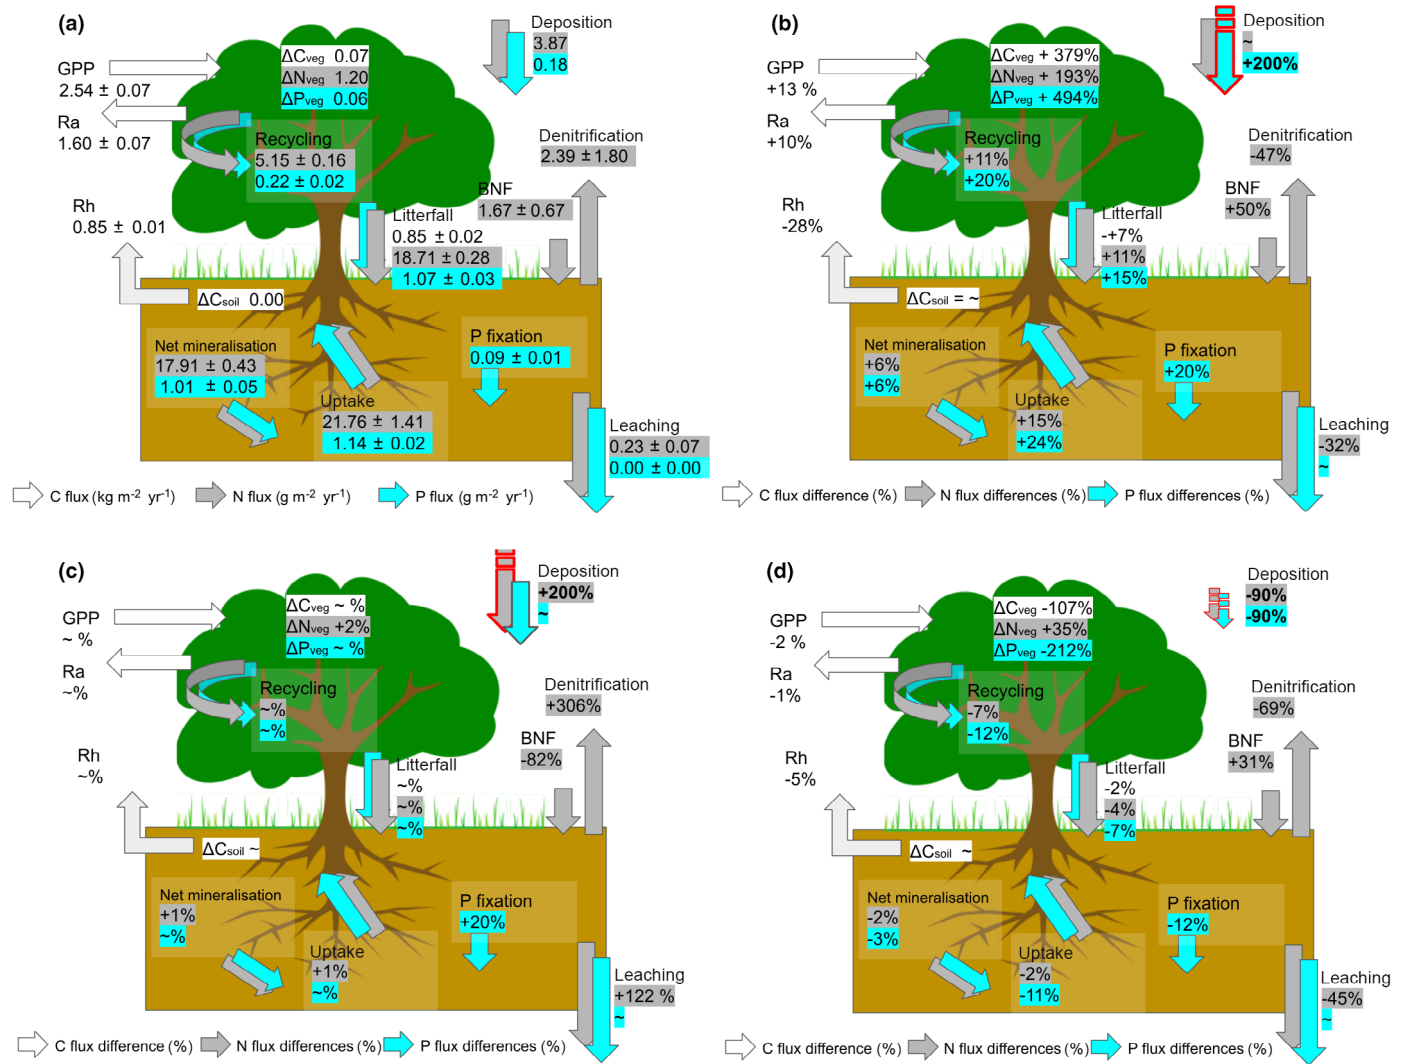 (a)
Deposition
3.87
0.18
GPP
2.54 ± 0.07
ΔCveg 0.07
ΔNveg 1.20
ΔPveg 0.06
Ra
1.60 ± 0.07
Recycling
5.15 ± 0.16
0.22 ± 0.02
Denitrification
2.39 ± 1.80
Rh
0.85 ± 0.01
BNF
1.67 ± 0.67
Litterfall
0.85 ± 0.02
18.71 ± 0.28
1.07 ± 0.03
ΔCsoil 0.00
Net mineralisation
17.91 ± 0.43
1.01 ± 0.05
P fixation
0.09 ± 0.01
Uptake
21.76 ± 1.41
1.14 ± 0.02
Leaching
0.23 ± 0.07
0.00 ± 0.00
C flux (kg m-2 yr-1) N flux (g m-2 yr-1) P flux (g m-2 yr-1)
(b)
Deposition
~
+200%
GPP
+13 %
ΔCveg + 379%
ΔNveg + 193%
ΔPveg + 494%
Ra
+10%
Recycling
+11%
+20%
Denitrification
-47%
Rh
-28%
BNF
+50%
Litterfall
-+7%
+11%
+15%
ΔCsoil = ~
Net mineralisation
+6%
+6%
P fixation
+20%
Uptake
+15%
+24%
Leaching
-32%
~
C flux difference (%) N flux differences (%) P flux differences (%)
(c)
Deposition
+200%
~
GPP
~ %
ΔCveg ~ %
ΔNveg +2%
ΔPveg ~ %
Ra
~%
Recycling
~%
~%
Denitrification
+306%
Rh
~%
BNF
-82%
Litterfall
~%
~%
~%
ΔCsoil ~
Net mineralisation
+1%
~%
P fixation
+20%
Uptake
+1%
~%
Leaching
+122 %
~
C flux difference (%) N flux differences (%) P flux differences (%)
(d)
Deposition
-90%
-90%
GPP
-2 %
ΔCveg -107%
ΔNveg +35%
ΔPveg -212%
Ra
-1%
Recycling
-7%
-12%
Denitrification
-69%
Rh
-5%
BNF
+31%
Litterfall
-2%
-4%
-7%
ΔCsoil ~
Net mineralisation
-2%
-3%
P fixation
-12%
Uptake
-2%
-11%
Leaching
-45%
~
C flux difference (%) N flux differences (%) P flux differences (%)